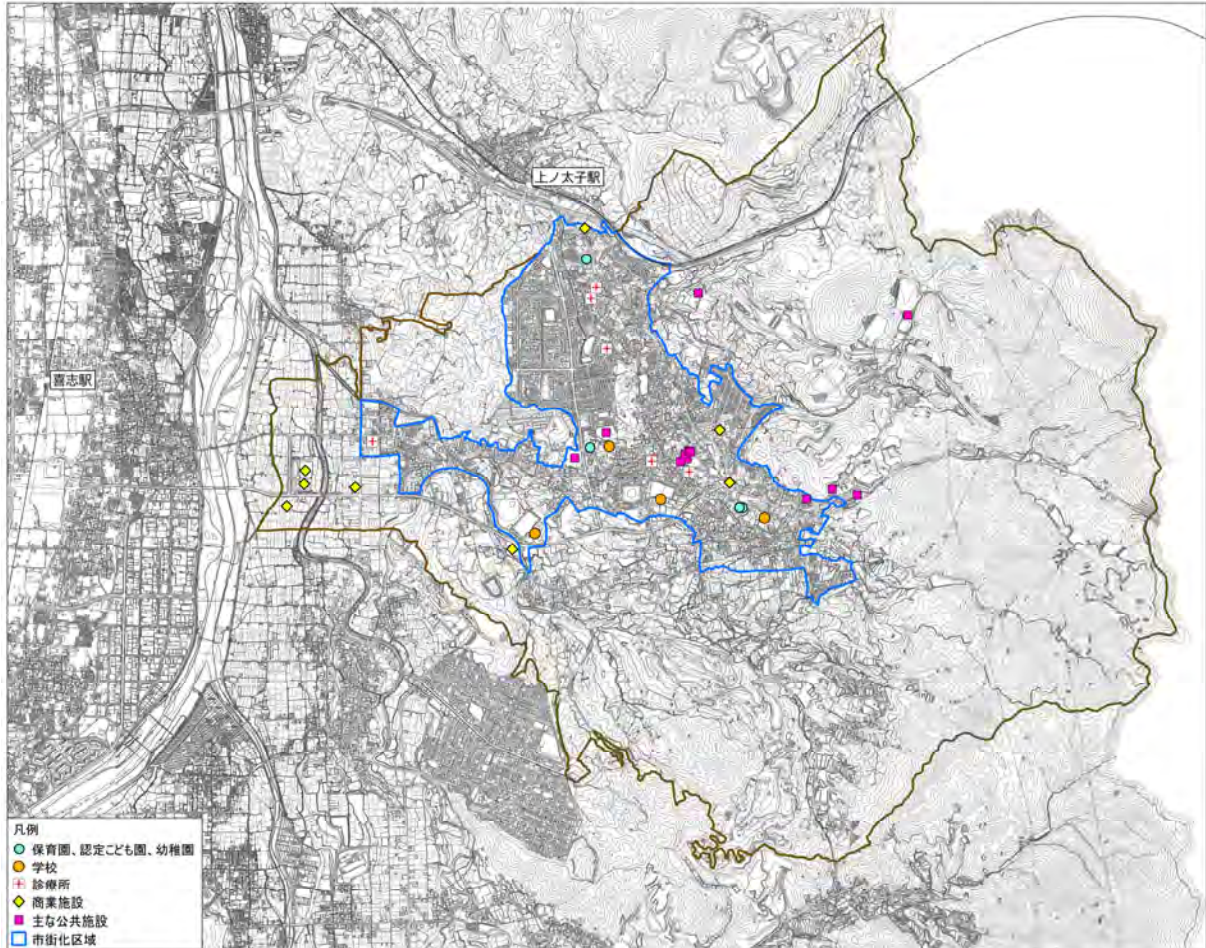 上ノ太子駅
喜志駅
凡例
保育園、認定こども園、幼稚園
学校
診療所
商業施設
主な公共施設
市街化区域